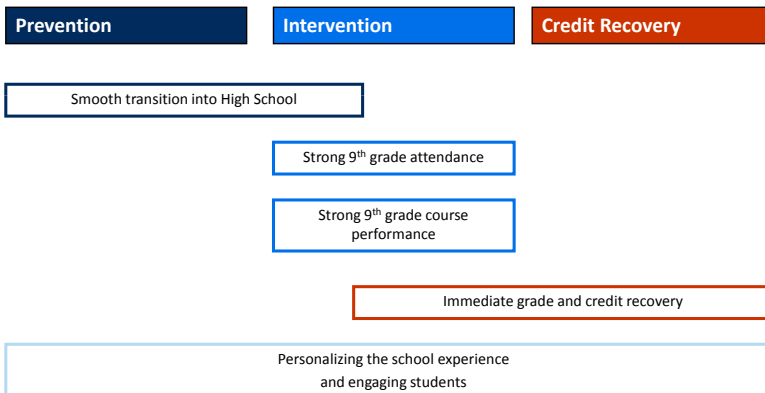 Prevention
Intervention
Credit Recovery
Smooth transition into High School
Strong 9th grade attendance
Strong 9th grade course
performance
Immediate grade and credit recovery
Personalizing the school experience
and engaging students